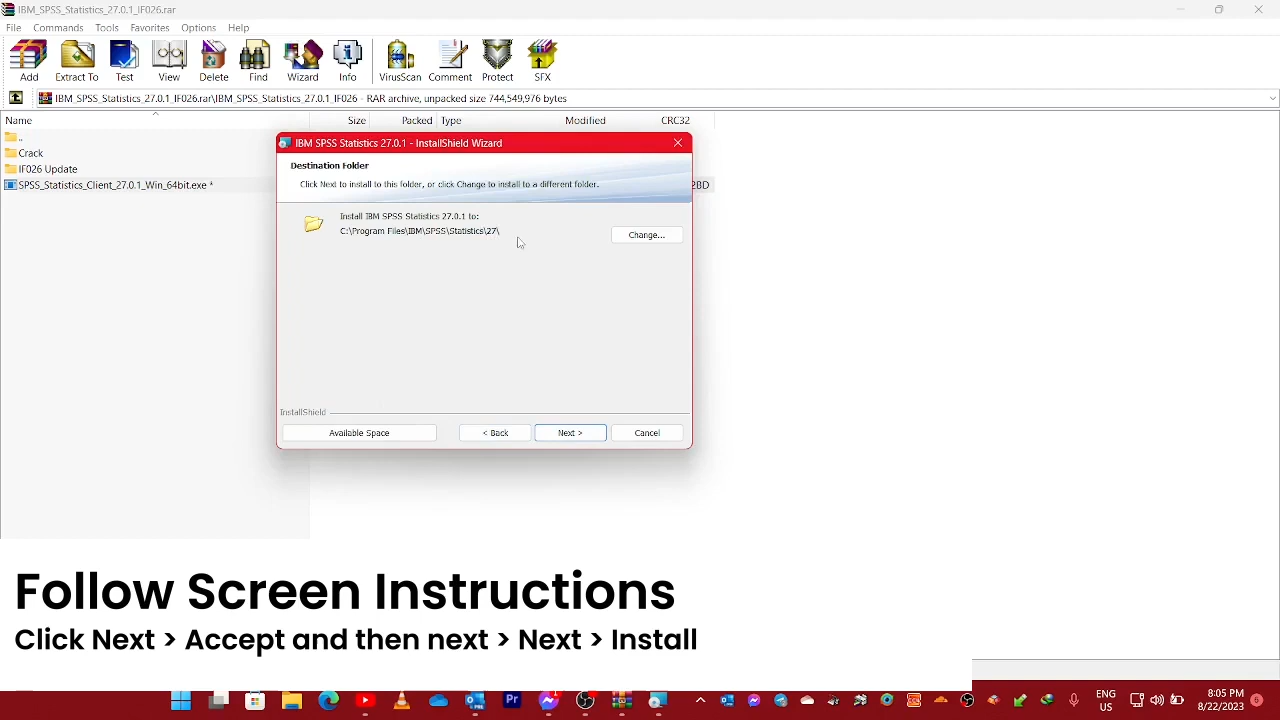 IBM_SPSS_Statistics_27.0.1_IF026.rar
File Commands Tools Favorites Options Help
Add Extract To Test View Delete Find Wizard Info VirusScan Comment Protect SFX
IBM_SPSS_Statistics_27.0.1_IF026.rar\IBM_SPSS_Statistics_27.0.1_IF026 - RAR archive, unpacked size 744,549,976 bytes
Name Size Packed Type Modified CRC32
..
Crack
IF026 Update
SPSS_Statistics_Client_27.0.1_Win_64bit.exe *
2BD
IBM SPSS Statistics 27.0.1 - InstallShield Wizard
Destination Folder
Click Next to install to this folder, or click Change to install to a different folder.
Install IBM SPSS Statistics 27.0.1 to:
C:\Program Files\IBM\SPSS\Statistics\27\
Change...
InstallShield
Available Space < Back Next > Cancel
Follow Screen Instructions
Click Next > Accept and then next > Next > Install
Pr
ENG
US
8:05 PM
8/22/2023
6